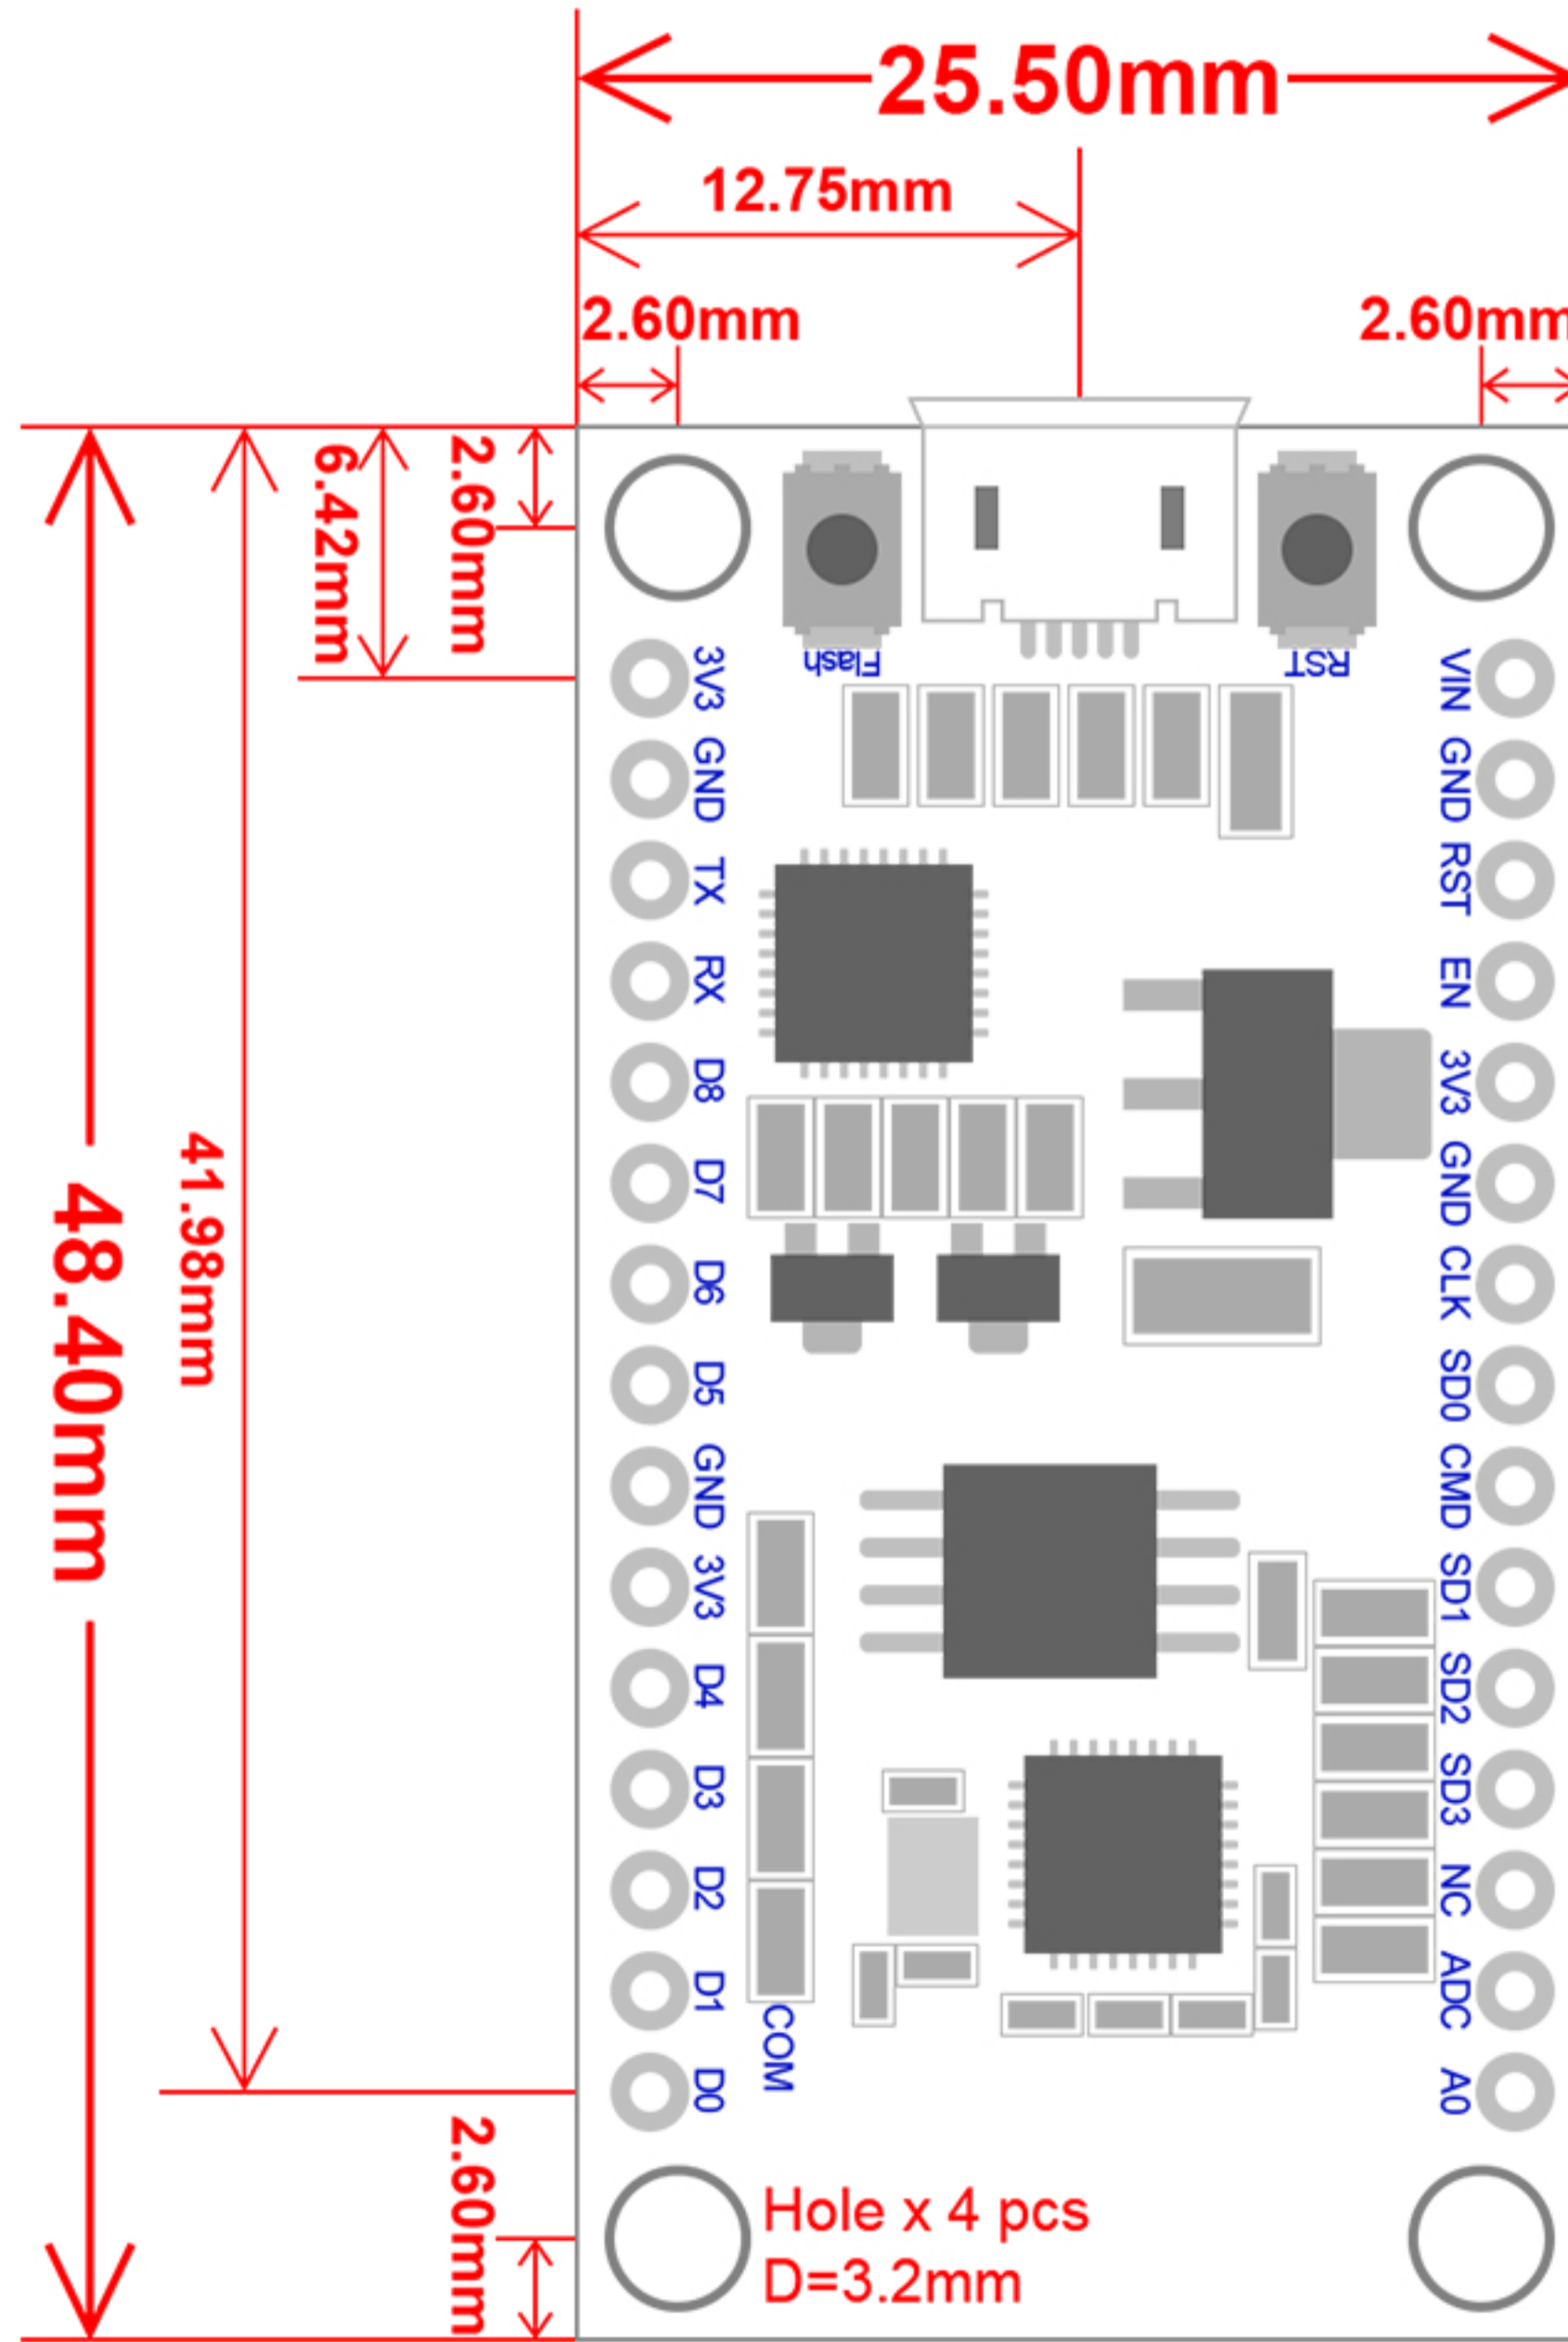 25.50mm
12.75mm
2.60mm
2.60mm
2.60mm
6.42mm
41.98mm
48.40mm
2.60mm
Flash
RST
3V3
GND
TX
RX
D8
D7
D6
D5
GND
3V3
D4
D3
D2
D1
D0
VIN
GND
RST
EN
3V3
GND
CLK
SD0
CMD
SD1
SD2
SD3
NC
ADC
A0
COM
Hole x 4 pcs
D=3.2mm